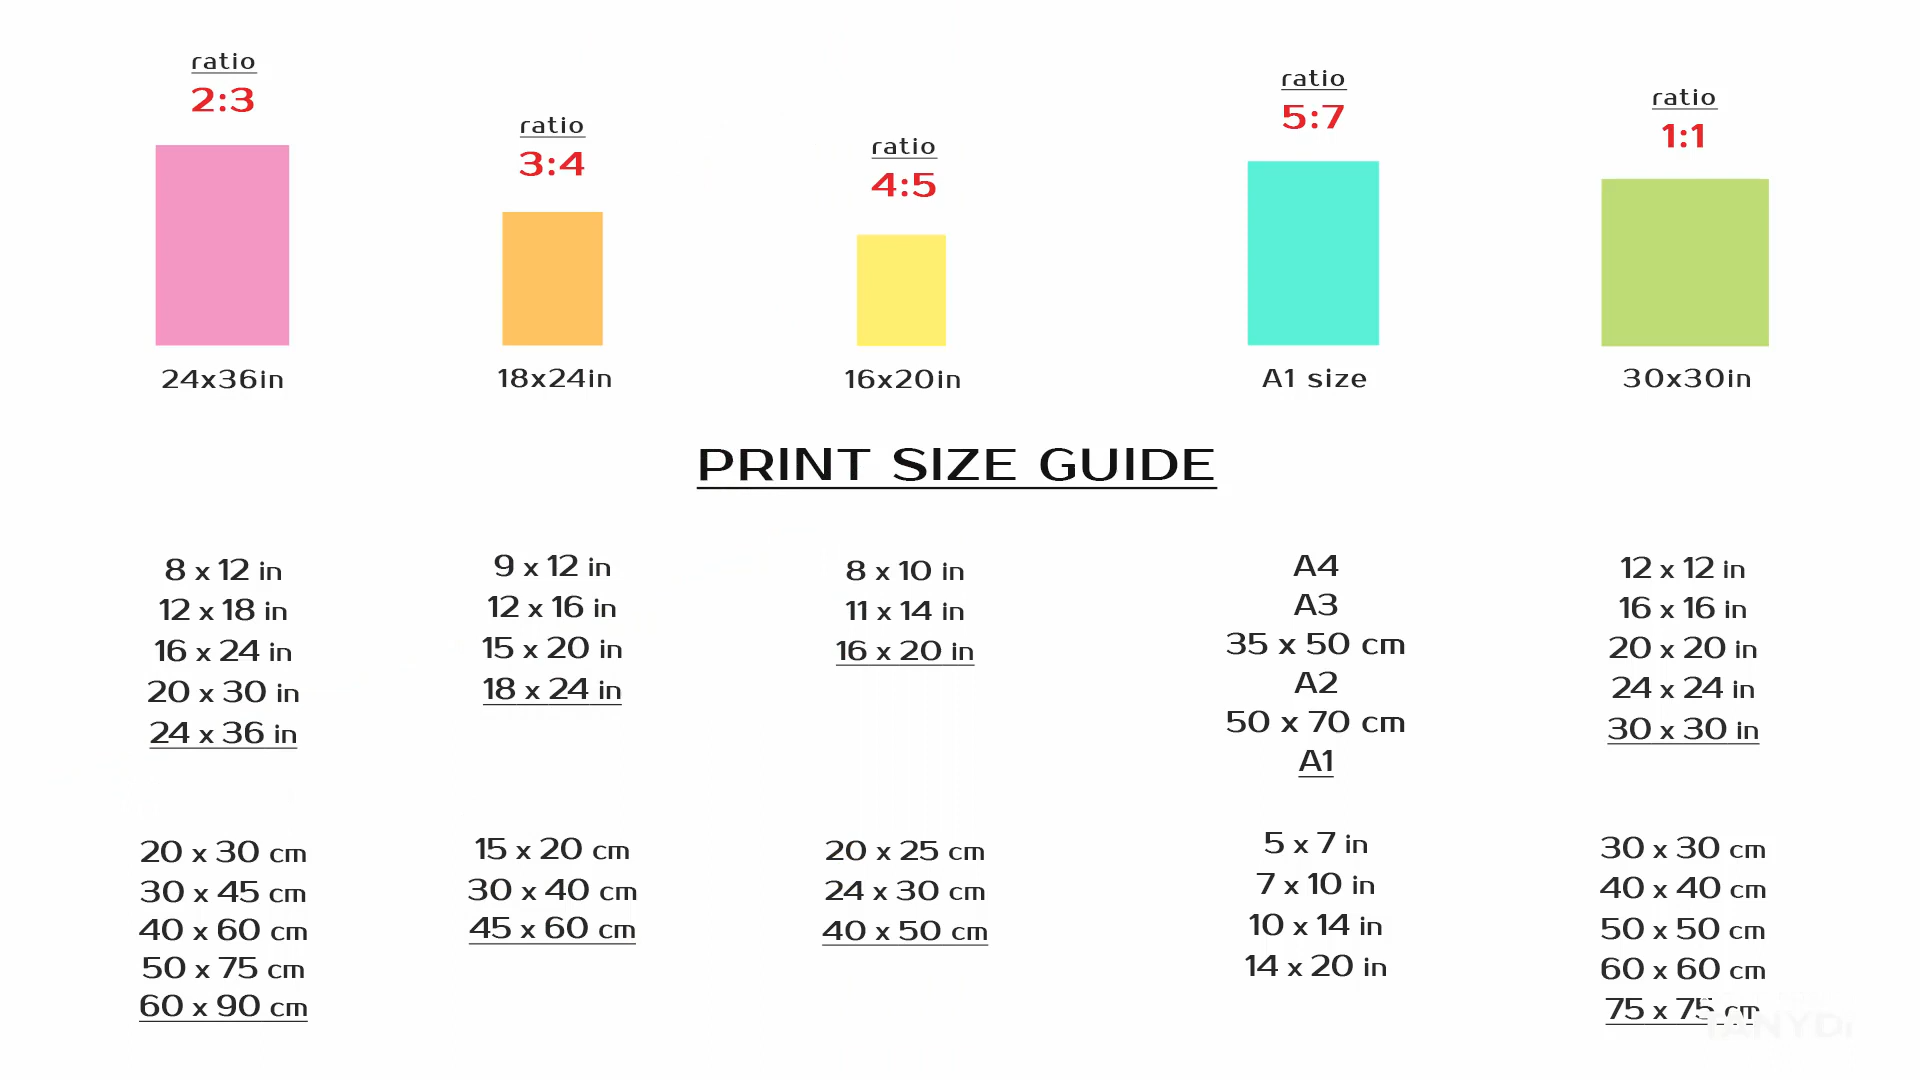 ratio
2:3
24x36in
ratio
3:4
18x24in
ratio
4:5
16x20in
ratio
5:7
A1 size
ratio
1:1
30x30in
PRINT SIZE GUIDE
8 x 12 in
12 x 18 in
16 x 24 in
20 x 30 in
24 x 36 in
20 x 30 cm
30 x 45 cm
40 x 60 cm
50 x 75 cm
60 x 90 cm
9 x 12 in
12 x 16 in
15 x 20 in
18 x 24 in
15 x 20 cm
30 x 40 cm
45 x 60 cm
8 x 10 in
11 x 14 in
16 x 20 in
20 x 25 cm
24 x 30 cm
40 x 50 cm
A4
A3
35 x 50 cm
A2
50 x 70 cm
A1
5 x 7 in
7 x 10 in
10 x 14 in
14 x 20 in
12 x 12 in
16 x 16 in
20 x 20 in
24 x 24 in
30 x 30 in
30 x 30 cm
40 x 40 cm
50 x 50 cm
60 x 60 cm
75 x 75 cm